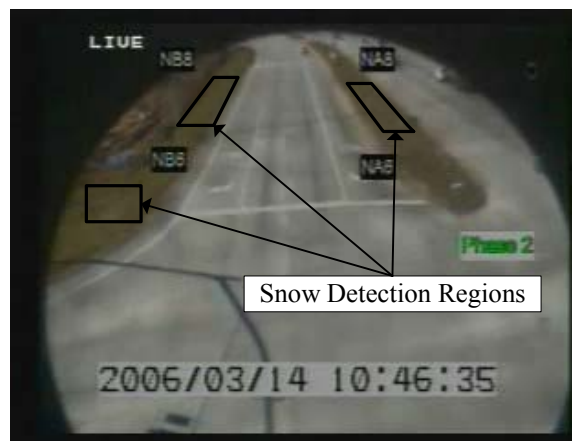 LIVE
NB8
NA8
NB6
NA6
Phase 2
Snow Detection Regions
2006/03/14 10:46:35